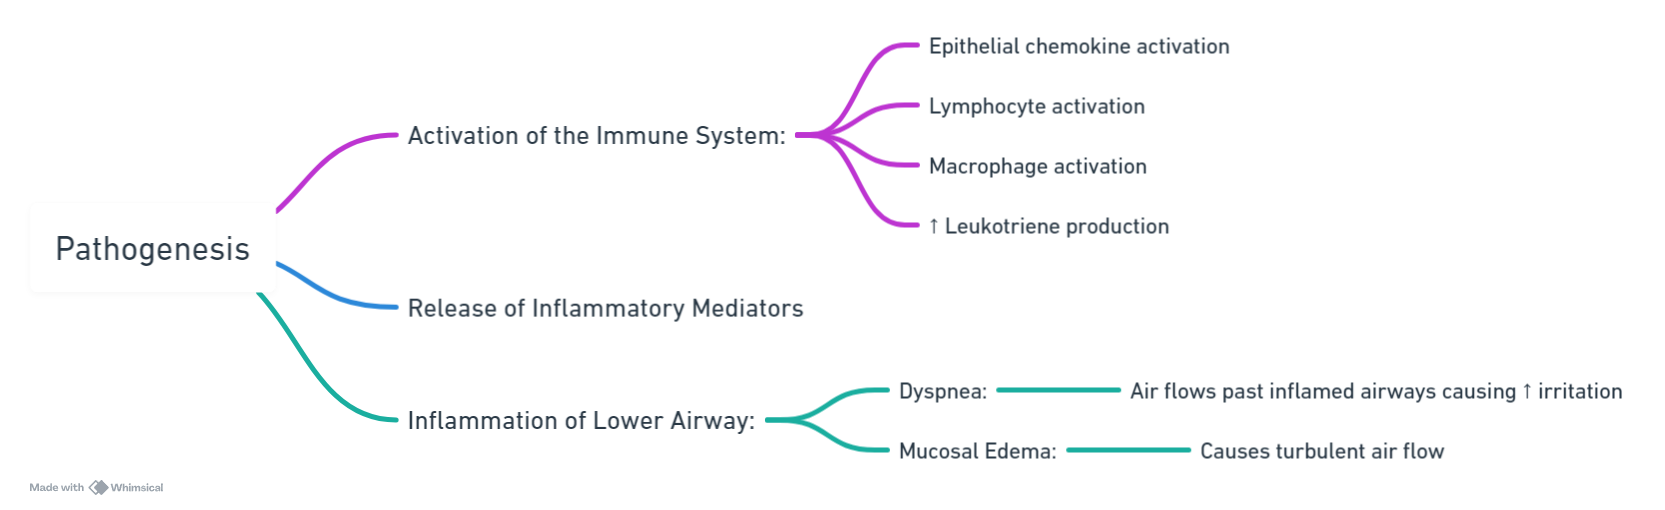 Epithelial chemokine activation
Lymphocyte activation
Activation of the Immune System:
Macrophage activation
↑ Leukotriene production
Pathogenesis
Release of Inflammatory Mediators
Dyspnea:
Air flows past inflamed airways causing ↑ irritation
Inflammation of Lower Airway:
Mucosal Edema:
Causes turbulent air flow
Made with Whimsical